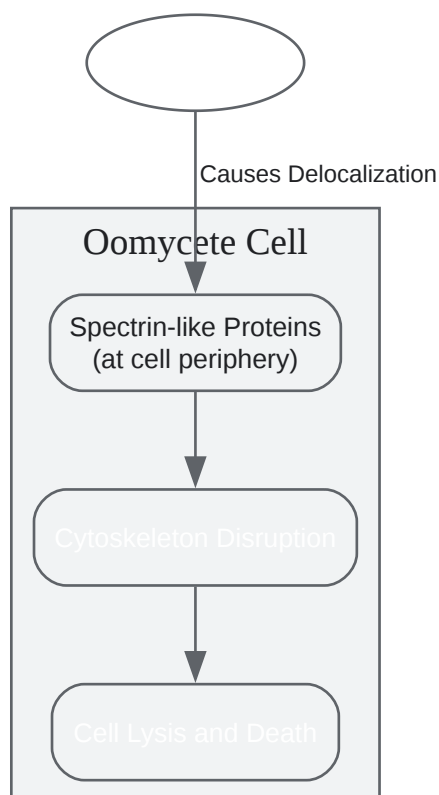 Causes Delocalization
Oomycete Cell
Spectrin-like Proteins
(at cell periphery)
Cytoskeleton Disruption
Cell Lysis and Death